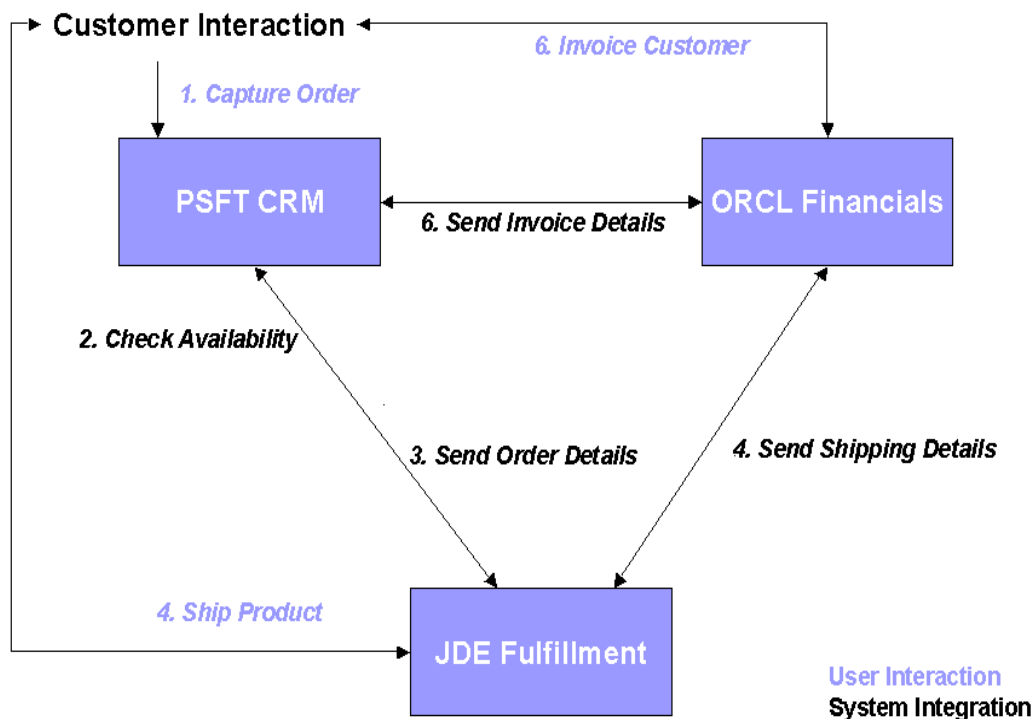 Customer Interaction
6. Invoice Customer
1. Capture Order
PSFT CRM
ORCL Financials
6. Send Invoice Details
2. Check Availability
3. Send Order Details
4. Send Shipping Details
4. Ship Product
JDE Fulfillment
User Interaction
System Integration